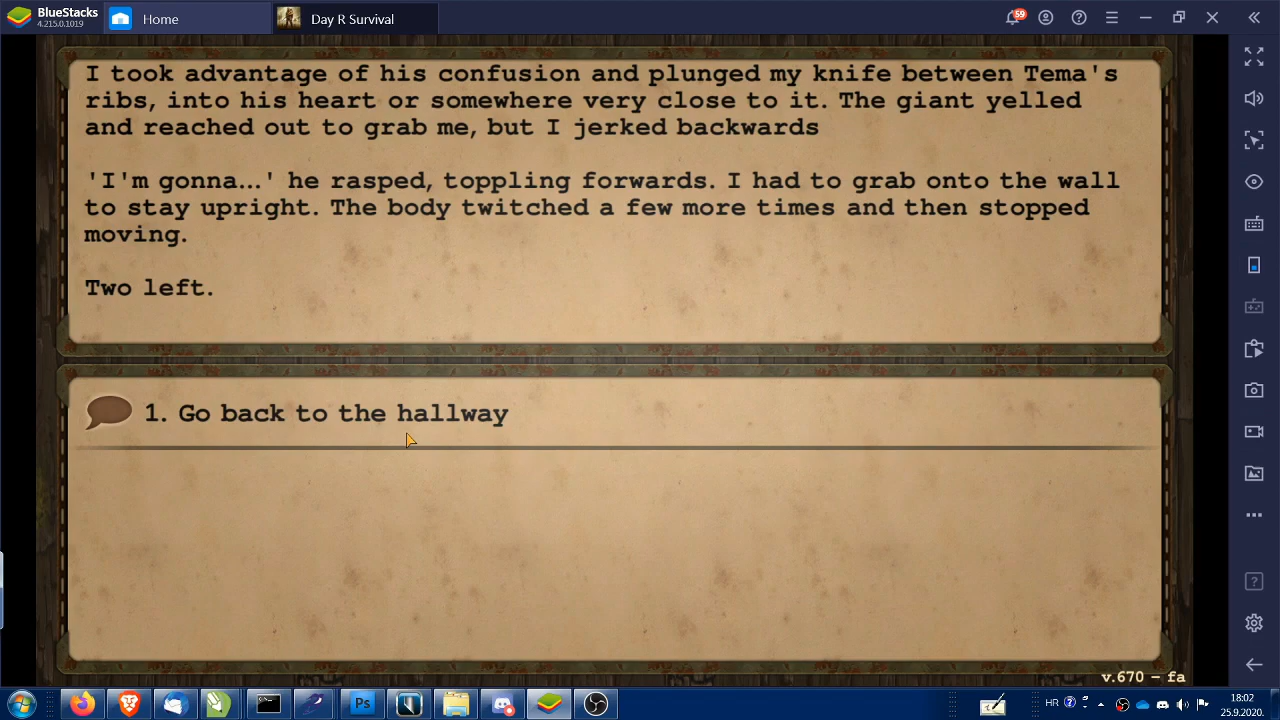 BlueStacks
4.215.0.1019
Home
Day R Survival
59
I took advantage of his confusion and plunged my knife between Tema's
ribs, into his heart or somewhere very close to it. The giant yelled
and reached out to grab me, but I jerked backwards
'I'm gonna...' he rasped, toppling forwards. I had to grab onto the wall
to stay upright. The body twitched a few more times and then stopped
moving.
Two left.
1. Go back to the hallway
v.670 – fa
Ps
HR
18:02
25.9.2020.